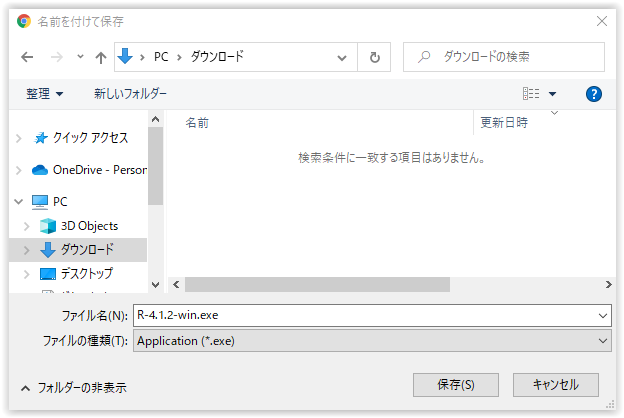 名前を付けて保存
PC › ダウンロード
ダウンロードの検索
整理 新しいフォルダー ?
クイック アクセス
OneDrive - Person
PC
3D Objects
ダウンロード
デスクトップ
名前 更新日時
検索条件に一致する項目はありません。
ファイル名(N): R-4.1.2-win.exe
ファイルの種類(T): Application (*.exe)
フォルダーの非表示 保存(S) キャンセル